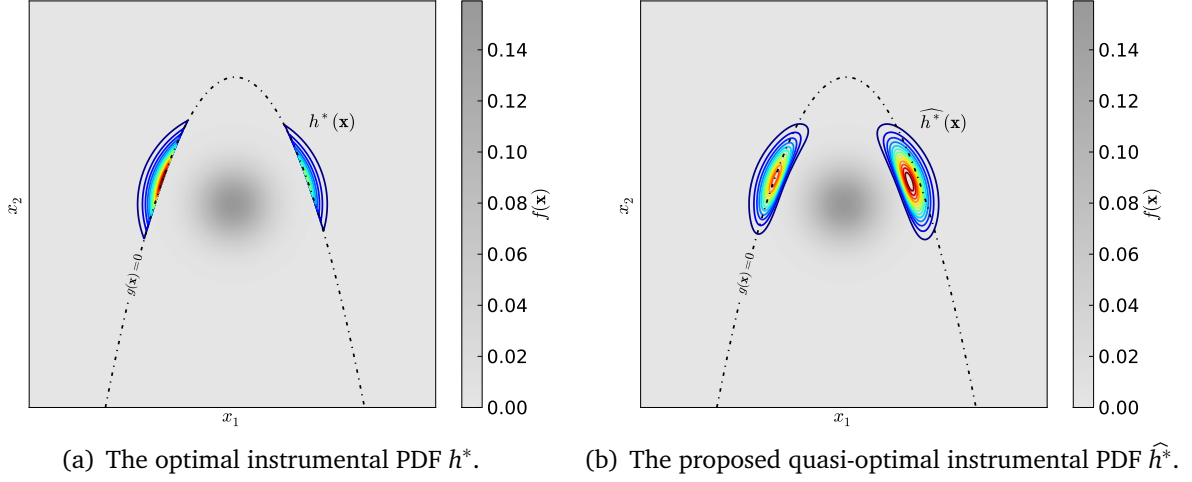 h*(x)
g(x)=0
x₂
x₁
0.14
0.12
0.10
0.08
0.06
0.04
0.02
0.00
f(x)
(a) The optimal instrumental PDF h*.
ĥ*(x)
g(x)=0
x₂
x₁
0.14
0.12
0.10
0.08
0.06
0.04
0.02
0.00
f(x)
(b) The proposed quasi-optimal instrumental PDF ĥ*.